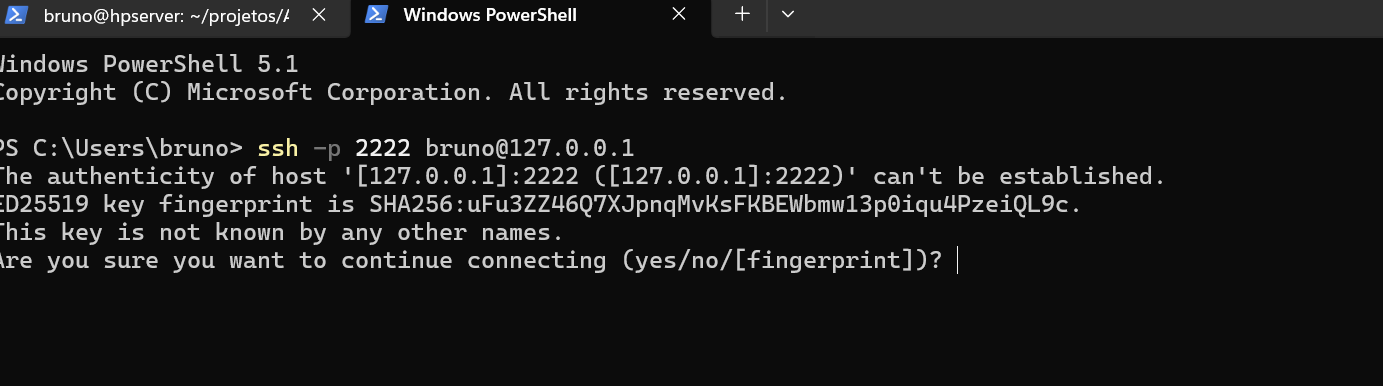 bruno@hpserver: ~/projetos/A
Windows PowerShell
Windows PowerShell 5.1
Copyright (C) Microsoft Corporation. All rights reserved.
PS C:\Users\bruno> ssh -p 2222 bruno@127.0.0.1
The authenticity of host '[127.0.0.1]:2222 ([127.0.0.1]:2222)' can't be established.
ED25519 key fingerprint is SHA256:uFu3ZZ46Q7XJpnqMvKsFKBEWbmw13p0iqu4PzeiQL9c.
This key is not known by any other names.
Are you sure you want to continue connecting (yes/no/[fingerprint])?